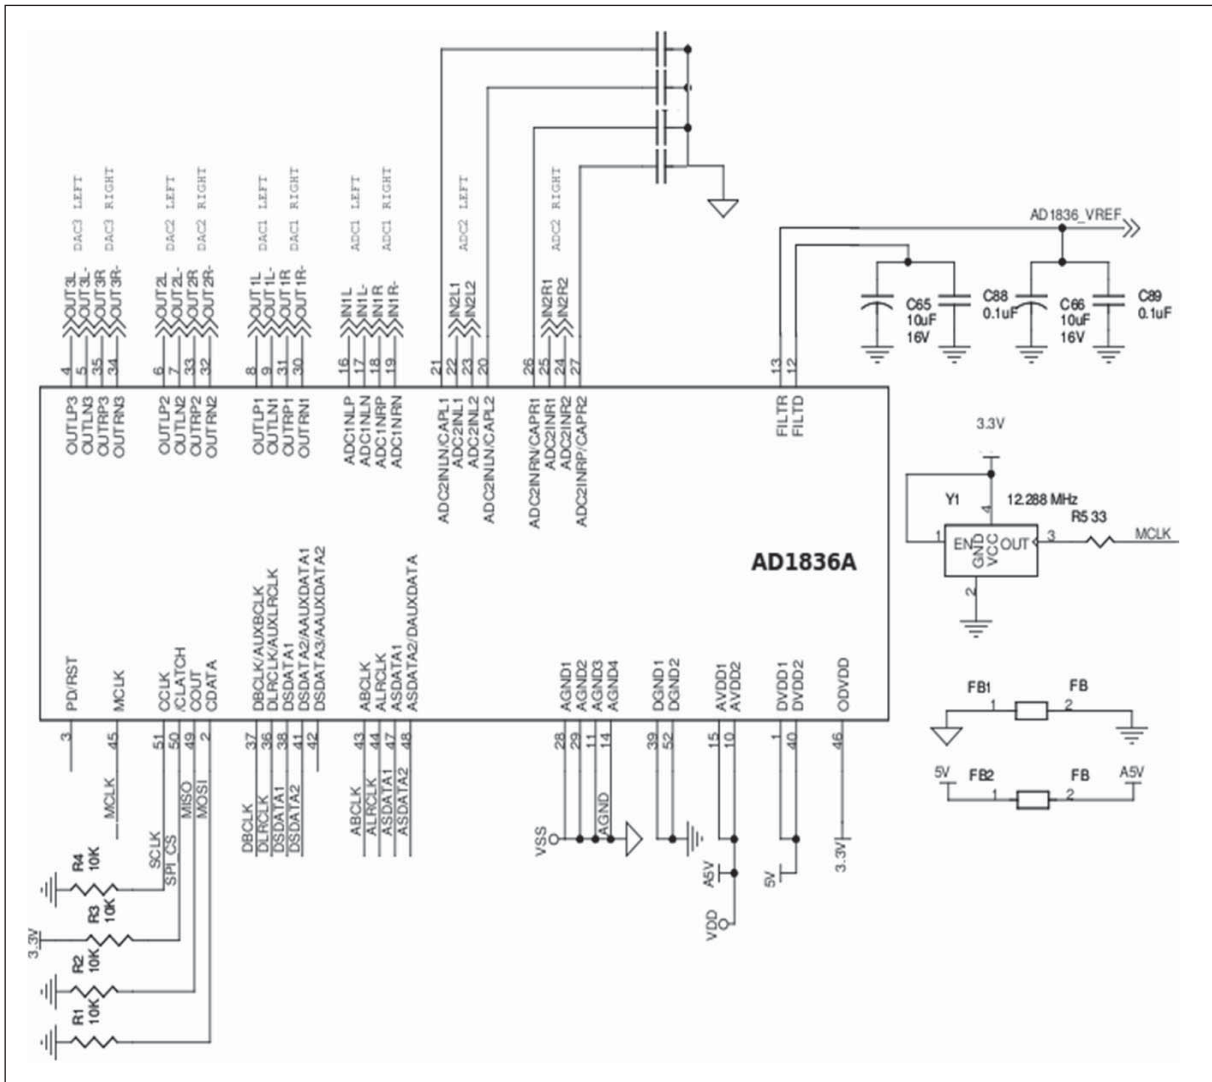 DAC3 LEFT
DAC3 RIGHT
DAC2 LEFT
DAC2 RIGHT
DAC1 LEFT
DAC1 RIGHT
ADC1 LEFT
ADC1 RIGHT
ADC2 LEFT
ADC2 RIGHT
OUT3L
OUT3L-
OUT3R
OUT3R-
OUT2L
OUT2L-
OUT2R
OUT2R-
OUT1L
OUT1L-
OUT1R
OUT1R-
IN1L
IN1L-
IN1R
IN1R-
IN2L1
IN2L2
IN2R1
IN2R2
AD1836_VREF
C65
10uF
16V
C88
0.1uF
C66
10uF
16V
C89
0.1uF
4
5
35
34
6
7
33
32
8
9
31
30
16
17
18
19
21
22
23
20
26
25
24
27
13
12
OUTLP3
OUTLN3
OUTRP3
OUTRN3
OUTLP2
OUTLN2
OUTRP2
OUTRN2
OUTLP1
OUTLN1
OUTRP1
OUTRN1
ADC1NLP
ADC1NLN
ADC1NRP
ADC1NRN
ADC2INLN/CAPL1
ADC2INL1
ADC2INL2
ADC2INLN/CAPL2
ADC2INRN/CAPR1
ADC2INR1
ADC2INR2
ADC2INRP/CAPR2
FILTR
FILTD
3.3V
Y1
12.288 MHz
4
R5 33
1
EN
GND
VCC
OUT
3
MCLK
2
AD1836A
PD/RST
MCLK
CCLK
/CLATCH
COUT
CDATA
DBCLK/AUXBCLK
DLRCLK/AUXLRCLK
DSDATA1
DSDATA2/AAUXDATA1
DSDATA3/AAUXDATA2
ABCLK
ALRCLK
ASDATA1
ASDATA2/DAUXDATA
AGND1
AGND2
AGND3
AGND4
DGND1
DGND2
AVDD1
AVDD2
DVDD1
DVDD2
ODVDD
3
45
51
50
49
2
37
36
38
41
42
43
44
47
48
28
29
11
14
39
52
15
10
1
40
46
FB1
1
2
FB
5V
FB2
1
2
FB
A5V
MCLK
SCLK
SPI_CS
MISO
MOSI
DBCLK
DLRCLK
DSDATA1
DSDATA2
ABCLK
ALRCLK
ASDATA1
ASDATA2
VSS
AGND
A5V
VDD
5V
3.3V
R4
10K
R3
10K
3.3V
R2
10K
R1
10K